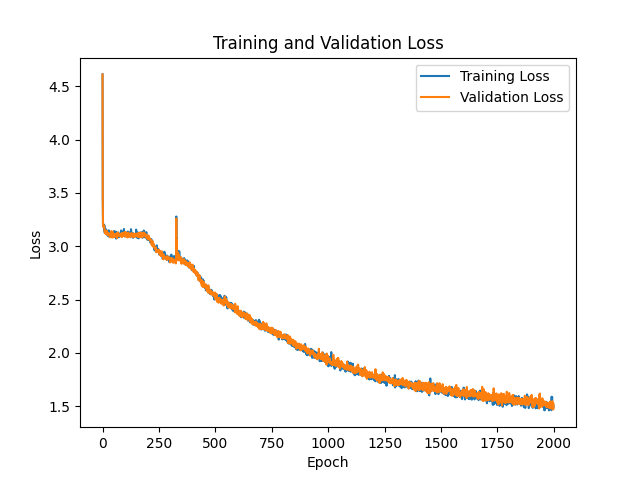 Training and Validation Loss
Training Loss
Validation Loss
Loss
4.5
4.0
3.5
3.0
2.5
2.0
1.5
0 250 500 750 1000 1250 1500 1750 2000
Epoch